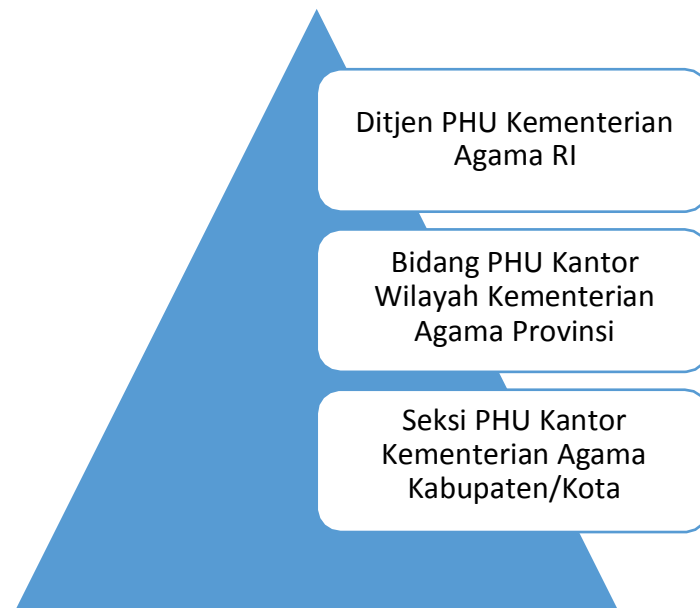 Ditjen PHU Kementerian
Agama RI
Bidang PHU Kantor
Wilayah Kementerian
Agama Provinsi
Seksi PHU Kantor
Kementerian Agama
Kabupaten/Kota